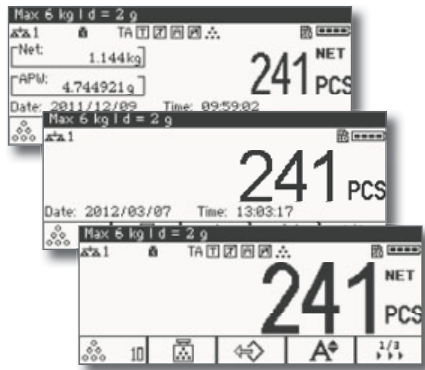 Max 6 kg | d = 2 g
1 TA T Z
Net: 1.144kg
APW: 4.744921g
241 NET PCS
Date: 2011/12/09 Time: 09:59:02
Max 6 kg | d = 2 g
1
241 PCS
Date: 2012/03/07 Time: 13:03:17
Max 6 kg | d = 2 g
1 TA T Z
241 NET PCS
10 A 1/3